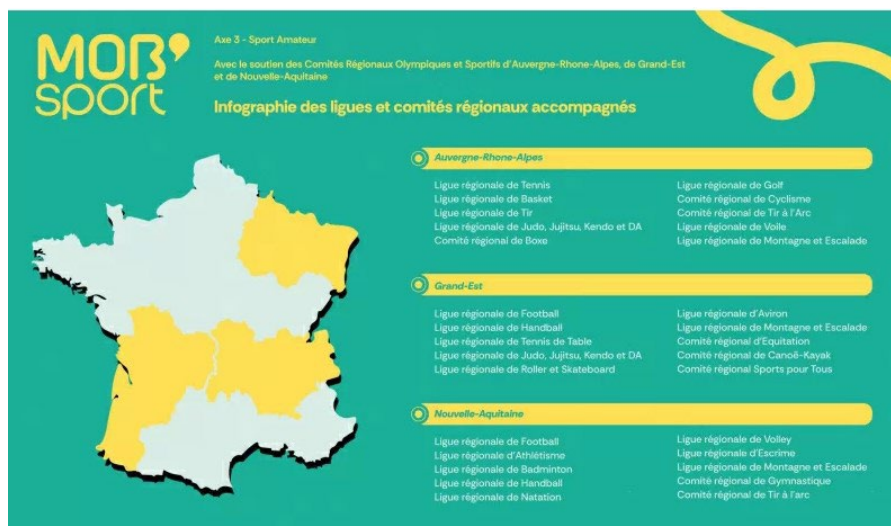 MOB'
sport
Axe 3 - Sport Amateur
Avec le soutien des Comités Régionaux Olympiques et Sportifs d'Auvergne-Rhone-Alpes, de Grand-Est
et de Nouvelle-Aquitaine
Infographie des ligues et comités régionaux accompagnés
Auvergne-Rhone-Alpes
Ligue régionale de Tennis
Ligue régionale de Basket
Ligue régionale de Tir
Ligue régionale de Judo, Jujitsu, Kendo et DA
Comité régional de Boxe
Ligue régionale de Golf
Comité régional de Cyclisme
Comité régional de Tir à l'Arc
Ligue régionale de Voile
Ligue régionale de Montagne et Escalade
Grand-Est
Ligue régionale de Football
Ligue régionale de Handball
Ligue régionale de Tennis de Table
Ligue régionale de Judo, Jujitsu, Kendo et DA
Ligue régionale de Roller et Skateboard
Ligue régionale d'Aviron
Ligue régionale de Montagne et Escalade
Comité régional d'Equitation
Comité régional de Canoë-Kayak
Comité régional Sports pour Tous
Nouvelle-Aquitaine
Ligue régionale de Football
Ligue régionale d'Athlétisme
Ligue régionale de Badminton
Ligue régionale de Handball
Ligue régionale de Natation
Ligue régionale de Volley
Ligue régionale d'Escrime
Ligue régionale de Montagne et Escalade
Comité régional de Gymnastique
Comité régional de Tir à l'arc